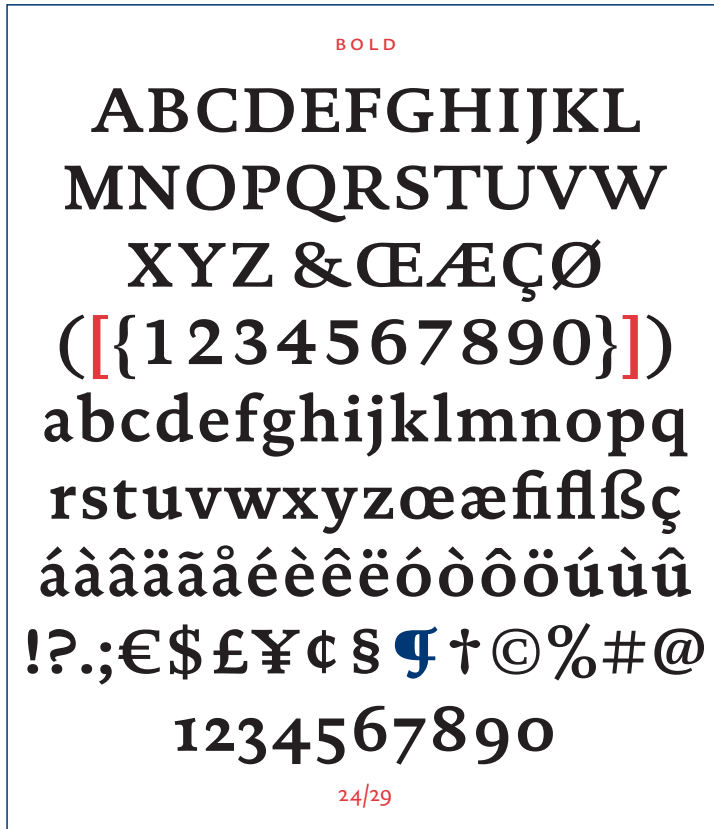 BOLD
ABCDEFGHIJKL
MNOPQRSTUVW
XYZ &ŒÆÇØ
([{1234567890}])
abcdefghijklmnopq
rstuvwxyzœæfiflßç
áàâäãåéèêëóòôöúùû
!?.;€$£¥¢§¶†©%#@
1234567890
24/29